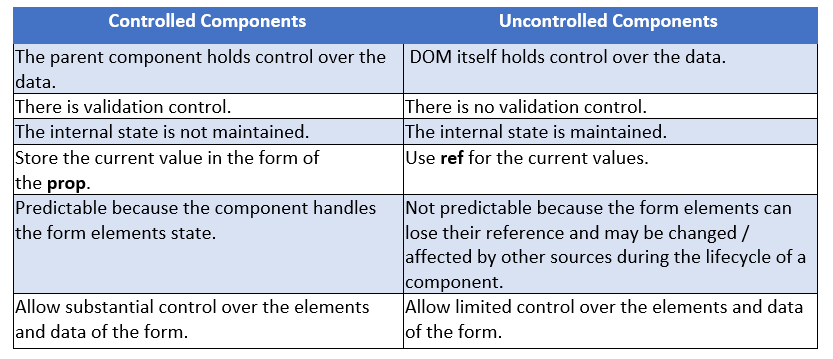 Controlled Components
Uncontrolled Components
The parent component holds control over the
data.
DOM itself holds control over the data.
There is validation control.
There is no validation control.
The internal state is not maintained.
The internal state is maintained.
Store the current value in the form of
the prop.
Use ref for the current values.
Predictable because the component handles
the form elements state.
Not predictable because the form elements can
lose their reference and may be changed /
affected by other sources during the lifecycle of a
component.
Allow substantial control over the elements
and data of the form.
Allow limited control over the elements and data
of the form.